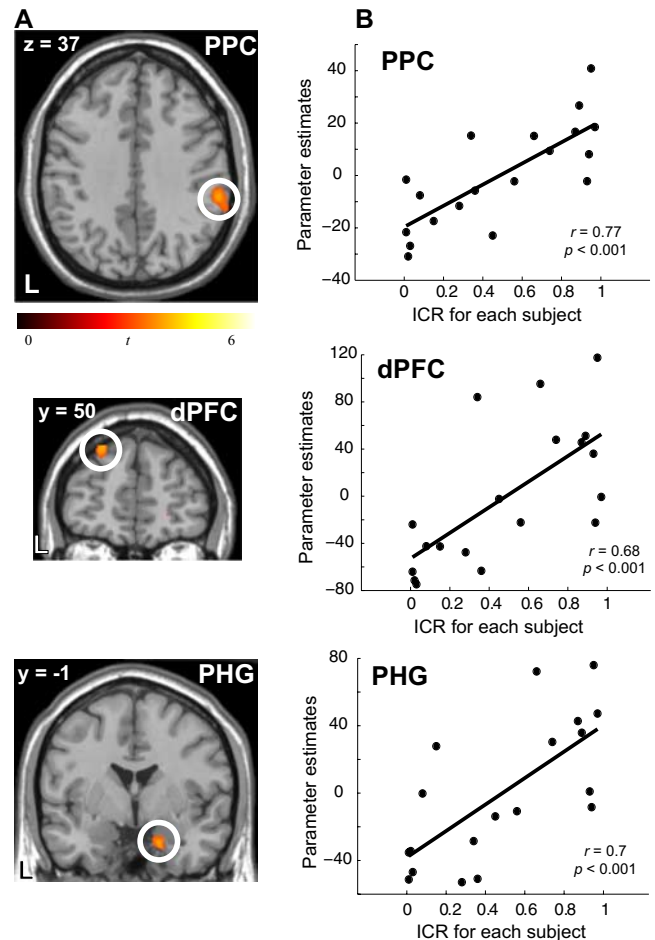 A
B
z = 37
PPC
L
0 t 6
PPC
40
20
0
−20
−40
Parameter estimates
r = 0.77
p < 0.001
0 0.2 0.4 0.6 0.8 1
ICR for each subject
y = 50
dPFC
L
dPFC
120
80
40
0
−40
−80
Parameter estimates
r = 0.68
p < 0.001
0 0.2 0.4 0.6 0.8 1
ICR for each subject
y = -1
PHG
L
PHG
80
40
0
−40
Parameter estimates
r = 0.7
p < 0.001
0 0.2 0.4 0.6 0.8 1
ICR for each subject